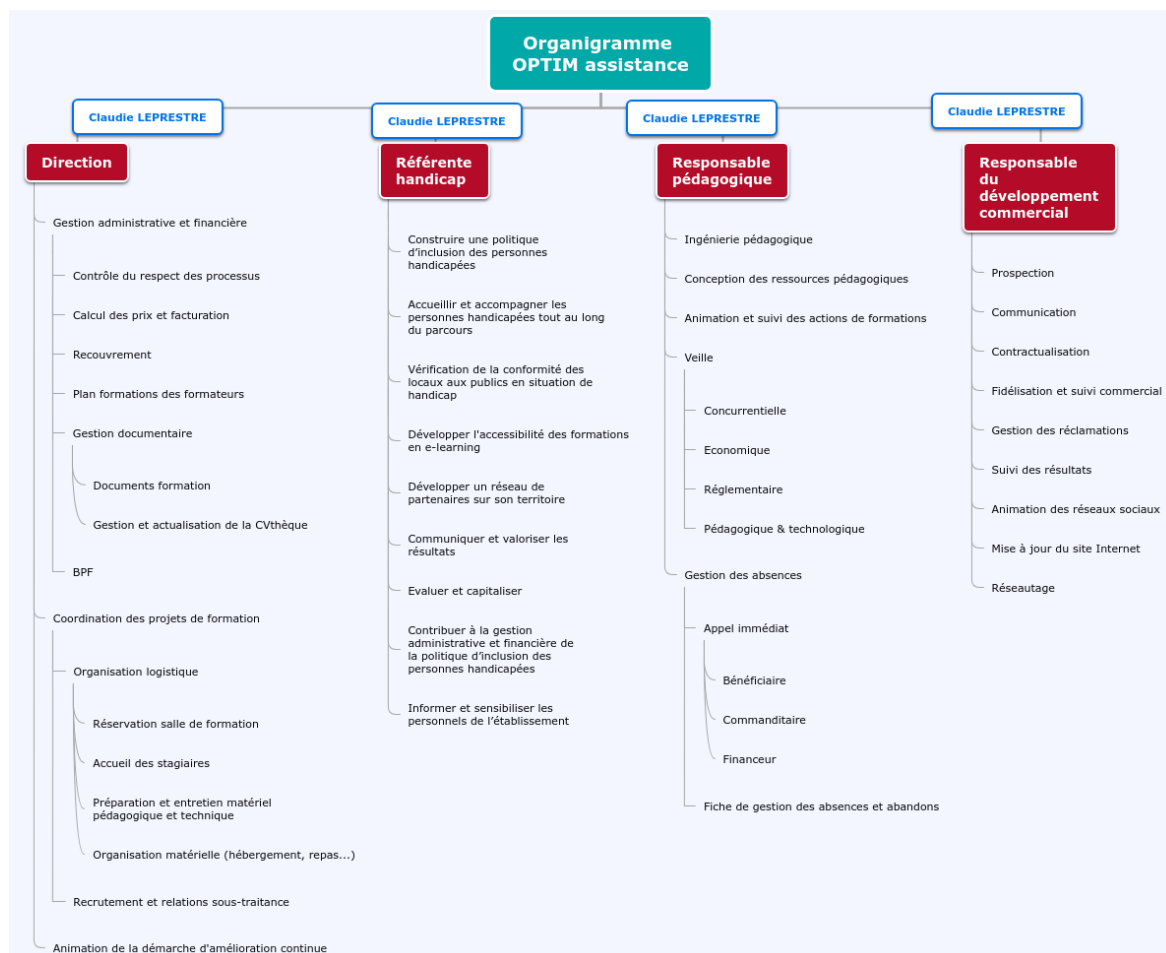 Organigramme
OPTIM assistance
Claudie LEPRESTRE
Direction
Gestion administrative et financière
Contrôle du respect des processus
Calcul des prix et facturation
Recouvrement
Plan formations des formateurs
Gestion documentaire
Documents formation
Gestion et actualisation de la CVthèque
BPF
Coordination des projets de formation
Organisation logistique
Réservation salle de formation
Accueil des stagiaires
Préparation et entretien matériel
pédagogique et technique
Organisation matérielle (hébergement, repas...)
Recrutement et relations sous-traitance
Animation de la démarche d'amélioration continue
Claudie LEPRESTRE
Référente
handicap
Construire une politique
d’inclusion des personnes
handicapées
Accueillir et accompagner les
personnes handicapées tout au long
du parcours
Vérification de la conformité des
locaux aux publics en situation de
handicap
Développer l'accessibilité des formations
en e-learning
Développer un réseau de
partenaires sur son territoire
Communiquer et valoriser les
résultats
Evaluer et capitaliser
Contribuer à la gestion
administrative et financière de
la politique d’inclusion des
personnes handicapées
Informer et sensibiliser les
personnels de l’établissement
Claudie LEPRESTRE
Responsable
pédagogique
Ingénierie pédagogique
Conception des ressources pédagogiques
Animation et suivi des actions de formations
Veille
Concurrentielle
Economique
Réglementaire
Pédagogique & technologique
Gestion des absences
Appel immédiat
Bénéficiaire
Commanditaire
Financeur
Fiche de gestion des absences et abandons
Claudie LEPRESTRE
Responsable
du
développement
commercial
Prospection
Communication
Contractualisation
Fidélisation et suivi commercial
Gestion des réclamations
Suivi des résultats
Animation des réseaux sociaux
Mise à jour du site Internet
Réseautage